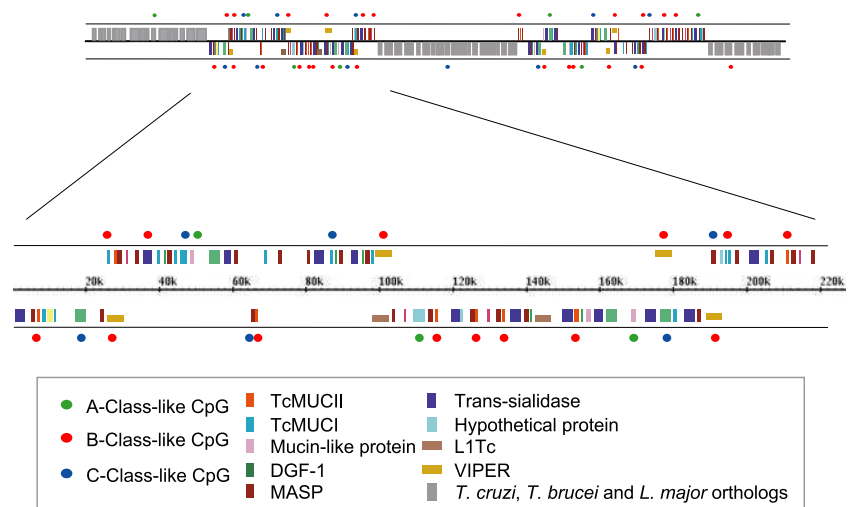 20k 40k 60k 80k 100k 120k 140k 160k 180k 200k 220k
A-Class-like CpG
B-Class-like CpG
C-Class-like CpG
TcMUCII
TcMUCI
Mucin-like protein
DGF-1
MASP
Trans-sialidase
Hypothetical protein
L1Tc
VIPER
T. cruzi, T. brucei and L. major orthologs